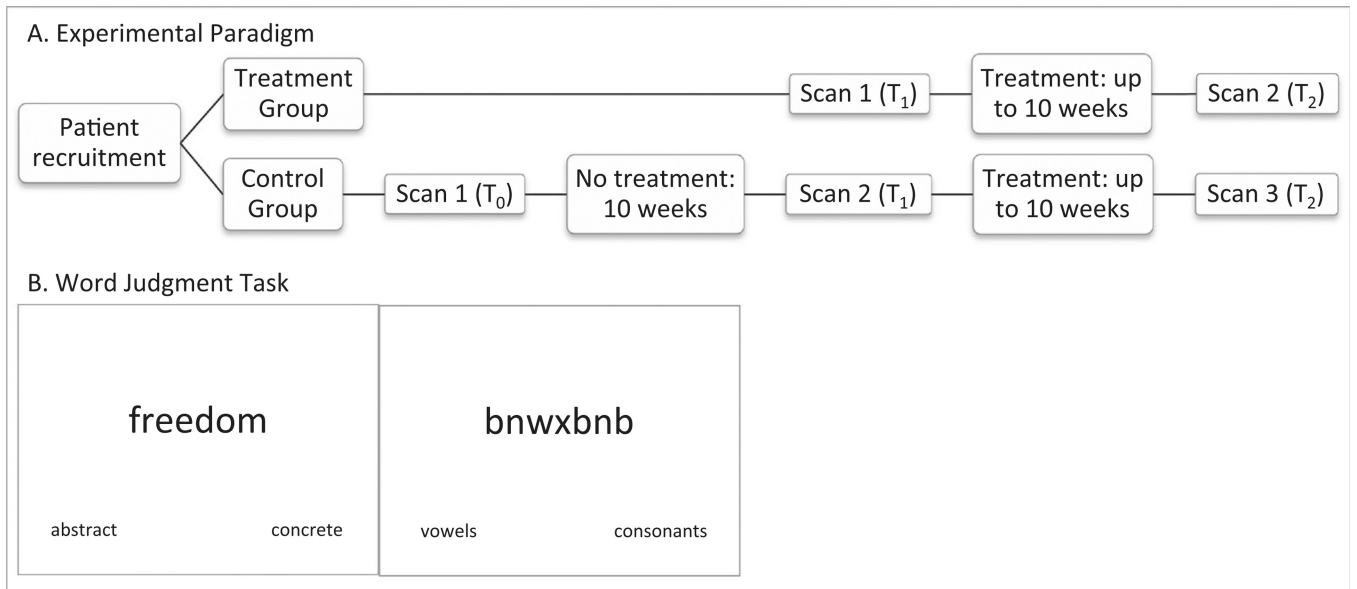 A. Experimental Paradigm
Treatment
Group
Scan 1 (T₁)
Treatment: up
to 10 weeks
Scan 2 (T₂)
Patient
recruitment
Control
Group
Scan 1 (T₀)
No treatment:
10 weeks
Scan 2 (T₁)
Treatment: up
to 10 weeks
Scan 3 (T₂)
B. Word Judgment Task
freedom
abstract
concrete
bnwxbnb
vowels
consonants